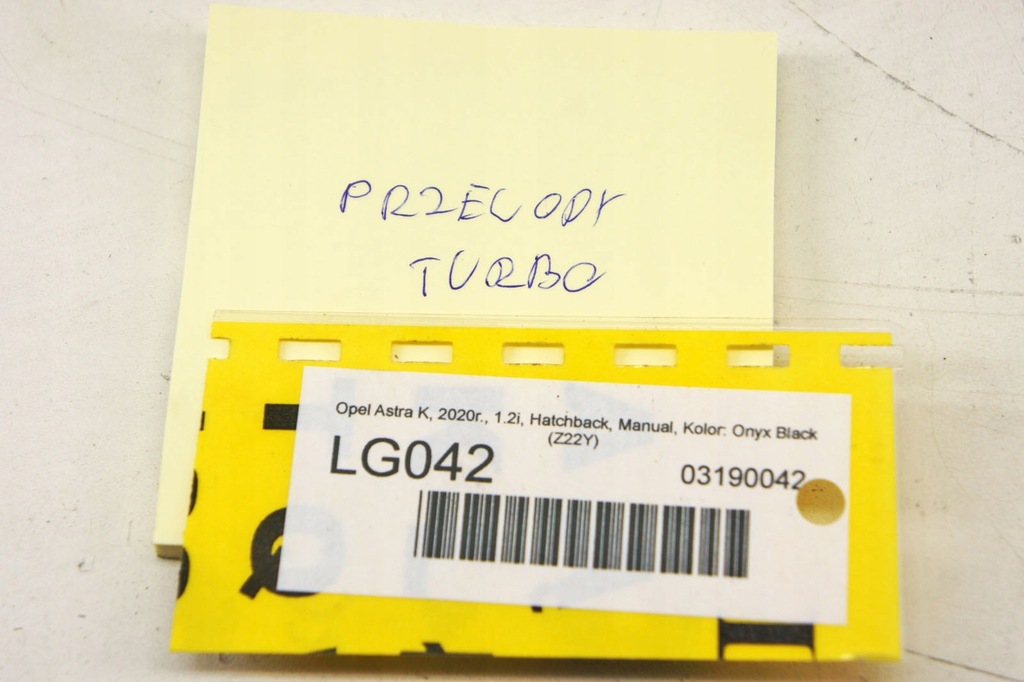 PRZEWODY
TURBO
Opel Astra K, 2020r., 1.2i, Hatchback, Manual, Kolor: Onyx Black
(Z22Y)
LG042
03190042